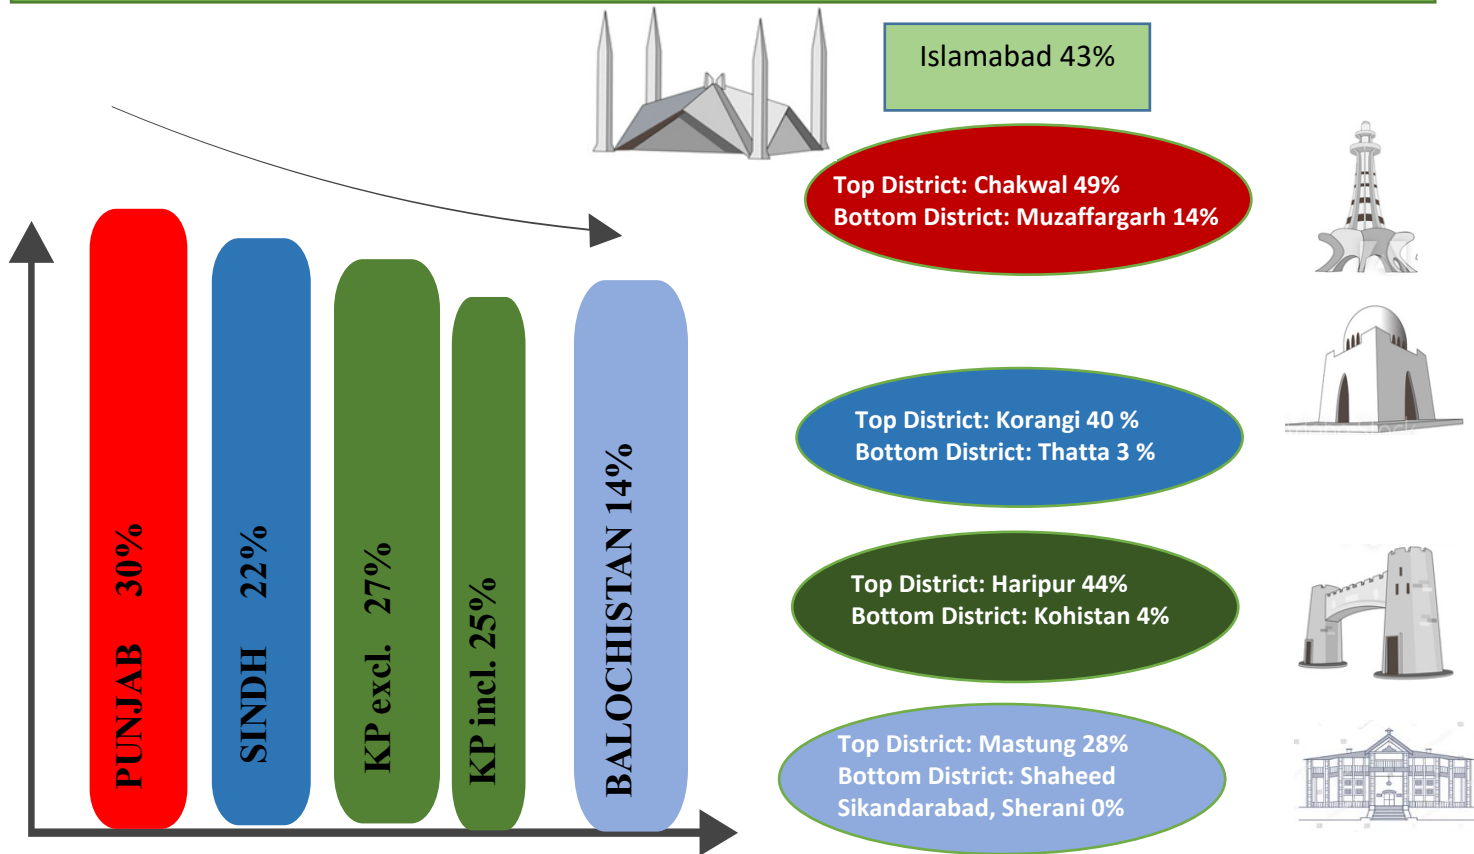 Islamabad 43%
Top District: Chakwal 49%
Bottom District: Muzaffargarh 14%
Top District: Korangi 40 %
Bottom District: Thatta 3 %
Top District: Haripur 44%
Bottom District: Kohistan 4%
Top District: Mastung 28%
Bottom District: Shaheed
Sikandarabad, Sherani 0%
PUNJAB 30%
SINDH 22%
KP excl. 27%
KP incl. 25%
BALOCHISTAN 14%